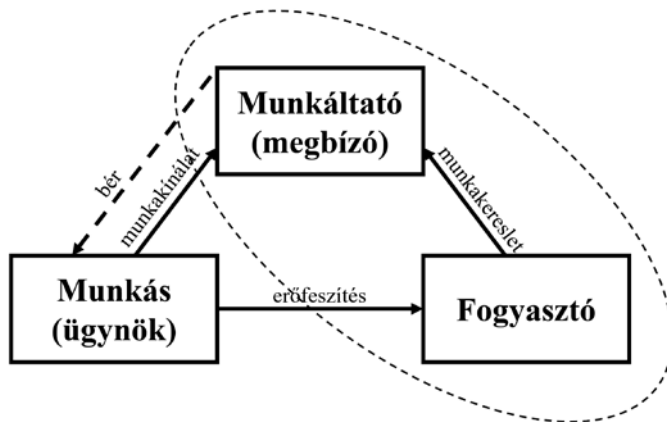 Munkáltató
(megbízó)
bér
munkakínálat
munkakereslet
Munkás
(ügynök)
erőfeszítés
Fogyasztó